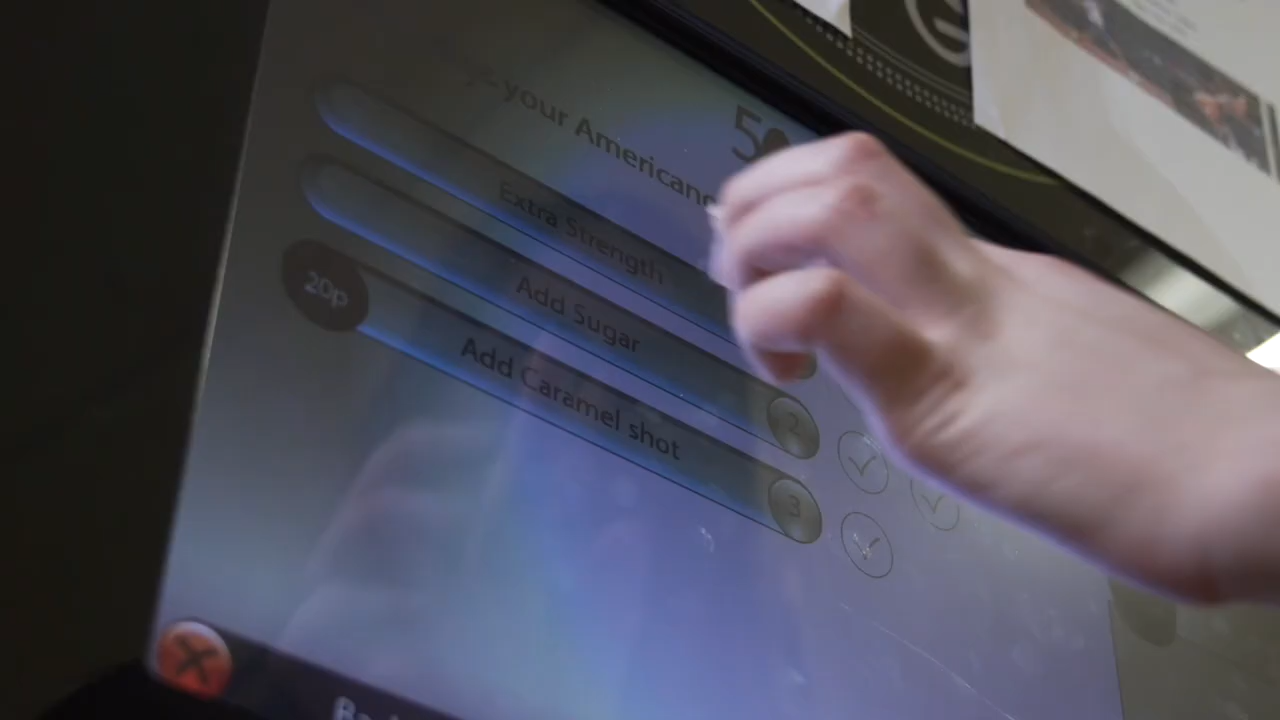 your Americano
Extra Strength
Add Sugar
2
20p
Add Caramel shot
3